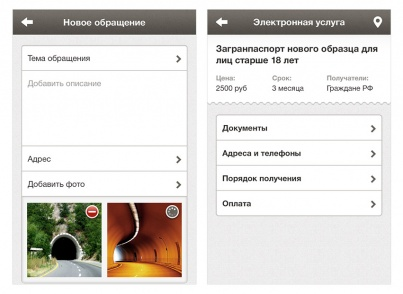 Новое обращение
Тема обращения
Добавить описание
Адрес
Добавить фото
Электронная услуга
Загранпаспорт нового образца для
лиц старше 18 лет
Цена: Срок: Получатели:
2500 руб 3 месяца Граждане РФ
Документы
Адреса и телефоны
Порядок получения
Оплата